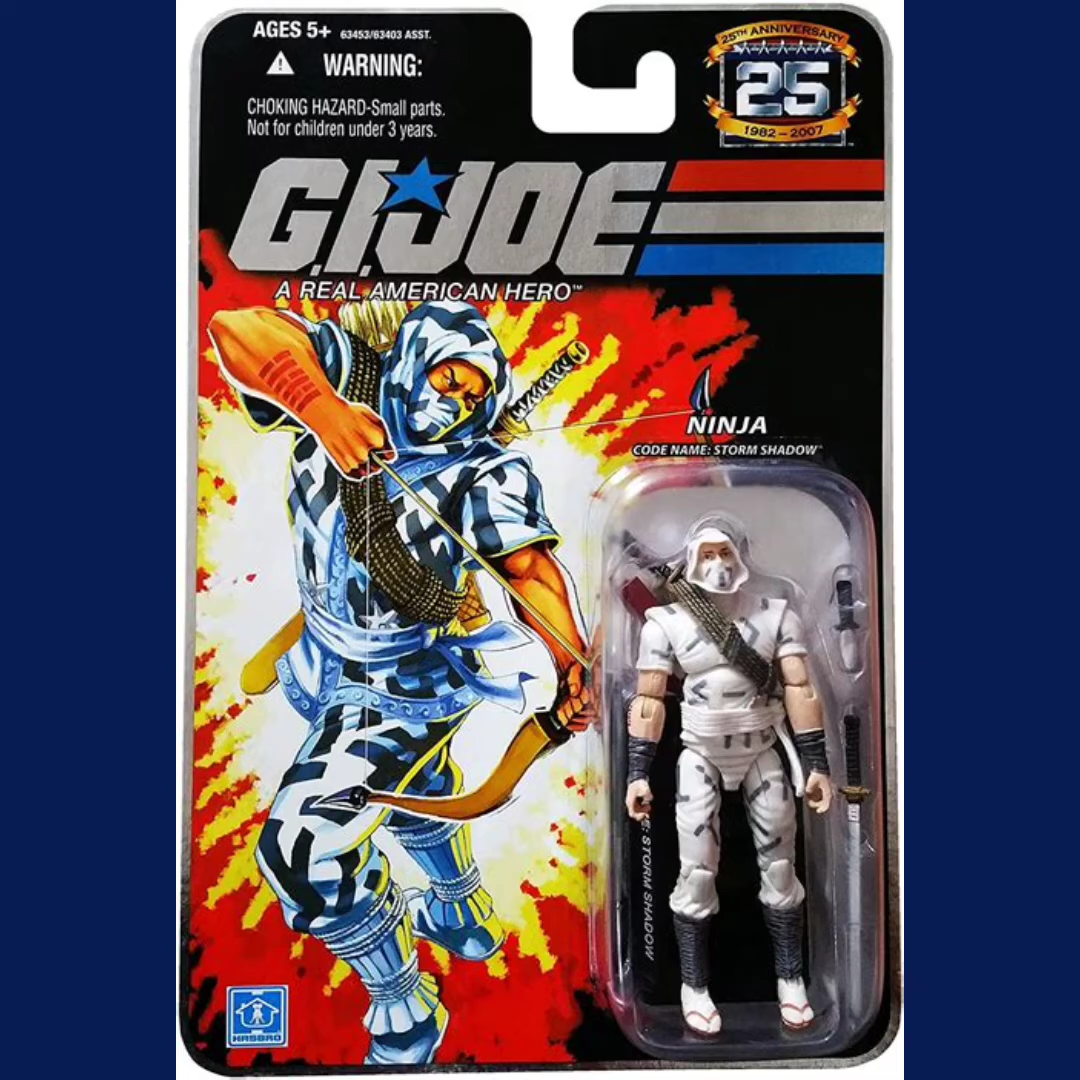 AGES 5+ 63453/63403 ASST.
WARNING:
CHOKING HAZARD-Small parts.
Not for children under 3 years.
25TH ANNIVERSARY
25
1982 – 2007
G.I.JOE
A REAL AMERICAN HERO™
NINJA
CODE NAME: STORM SHADOW™
: STORM SHADOW
HASBRO